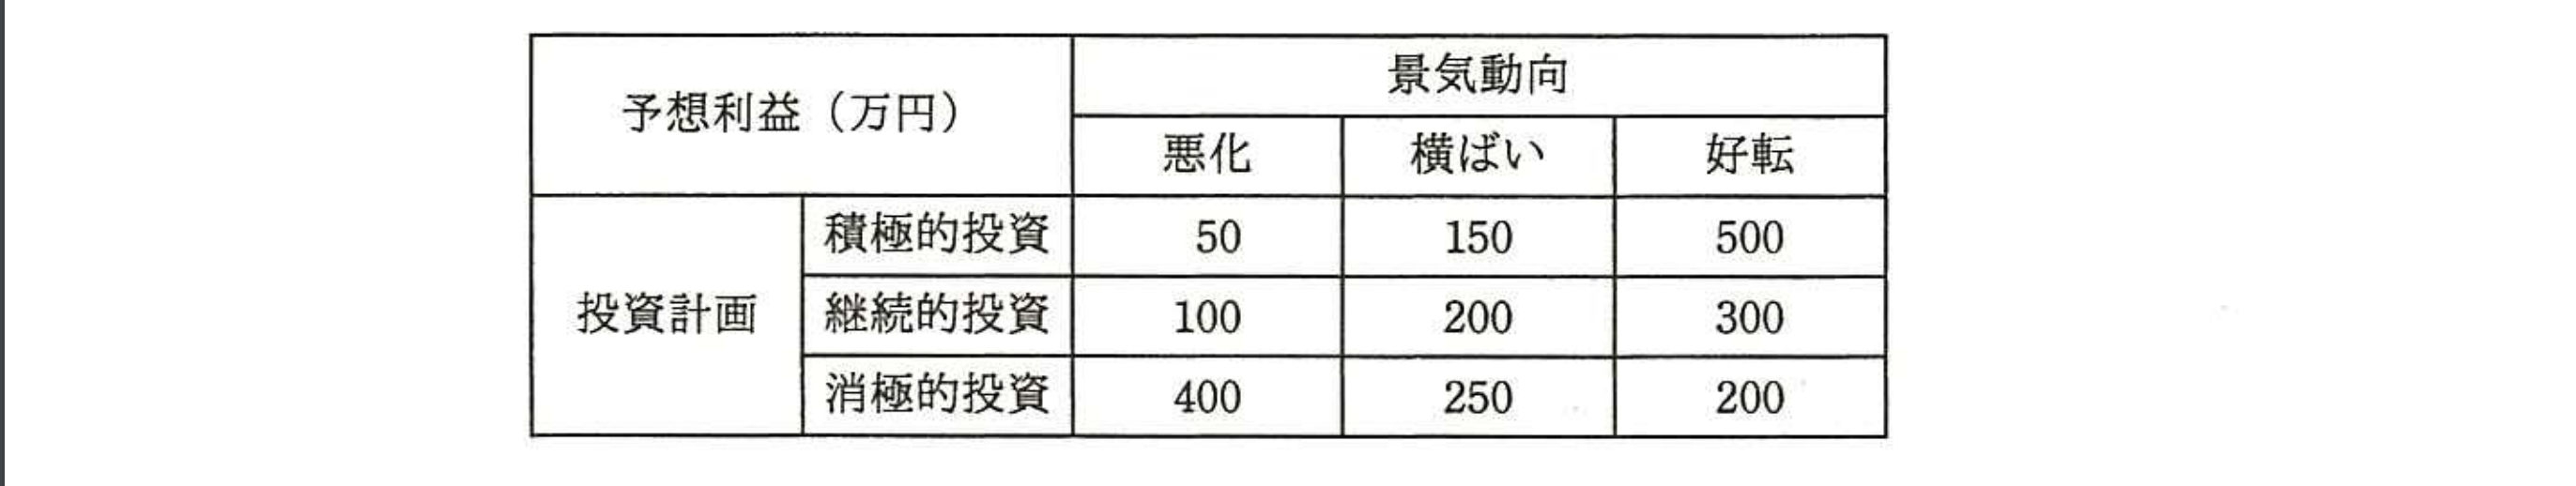 予想利益（万円）
景気動向
悪化 横ばい 好転
投資計画
積極的投資 50 150 500
継続的投資 100 200 300
消極的投資 400 250 200